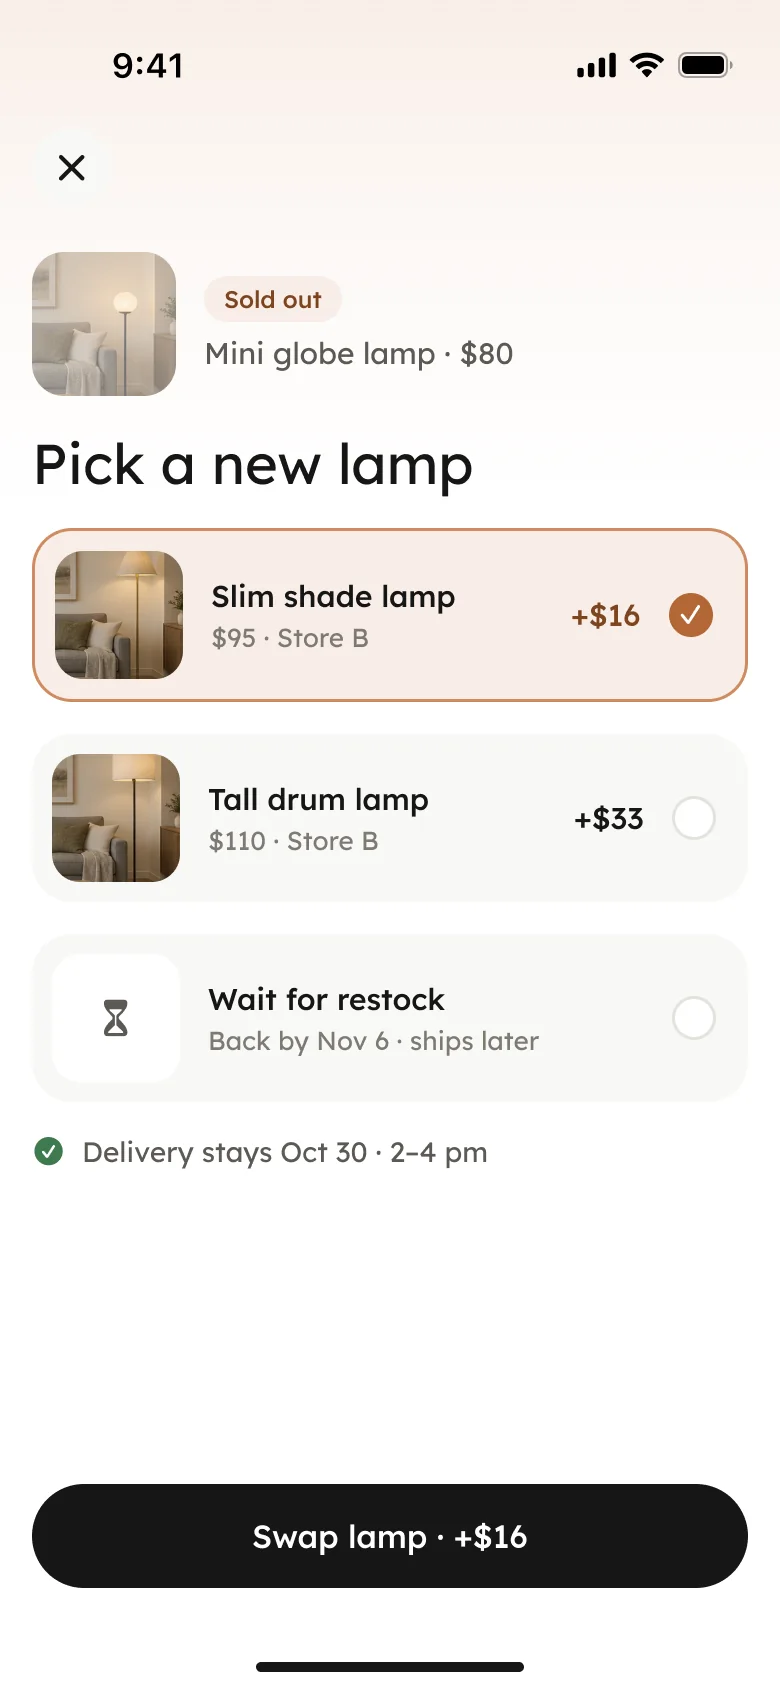 9:41
Sold out
Mini globe lamp · $80
Pick a new lamp
Slim shade lamp
$95 · Store B
+$16
Tall drum lamp
$110 · Store B
+$33
Wait for restock
Back by Nov 6 · ships later
Delivery stays Oct 30 · 2–4 pm
Swap lamp · +$16